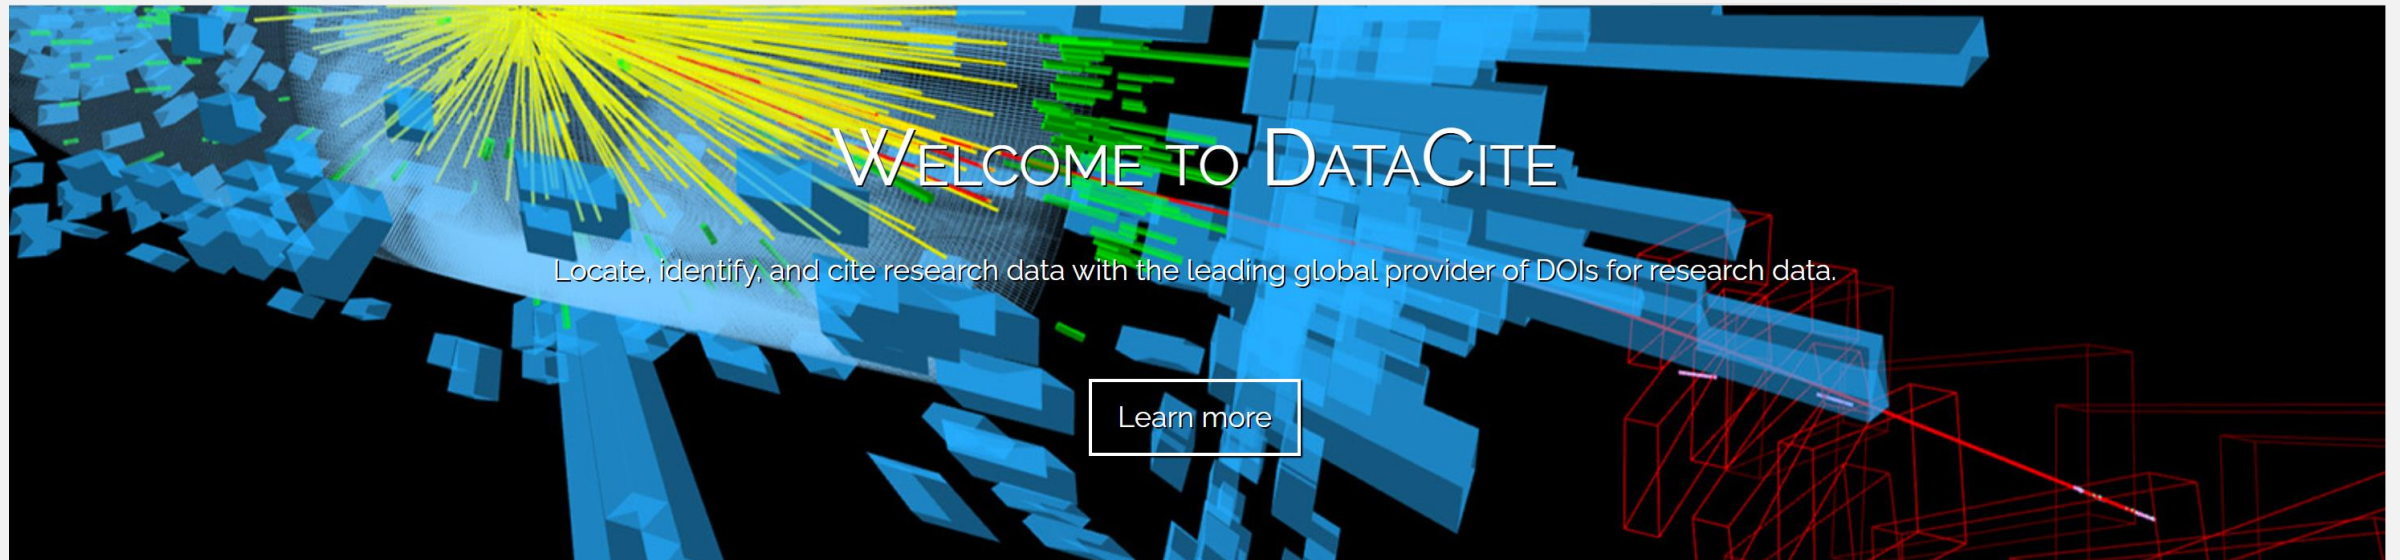 Welcome to DataCite
Locate, identify, and cite research data with the leading global provider of DOIs for research data.
Learn more